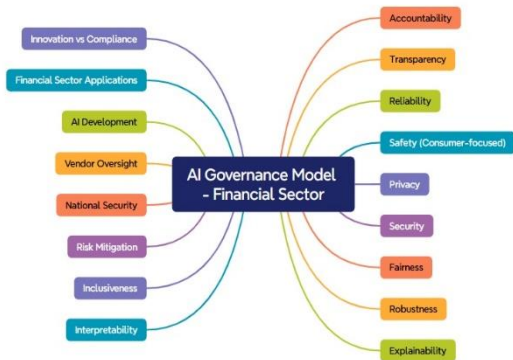 Innovation vs Compliance
Financial Sector Applications
AI Development
Vendor Oversight
National Security
Risk Mitigation
Inclusiveness
Interpretability
AI Governance Model
- Financial Sector
Accountability
Transparency
Reliability
Safety (Consumer-focused)
Privacy
Security
Fairness
Robustness
Explainability